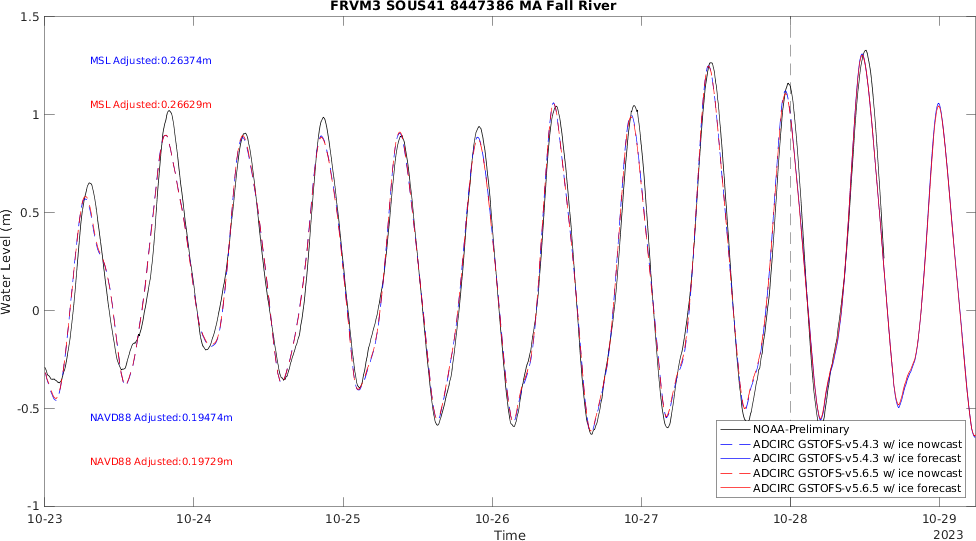 FRVM3 SOUS41 8447386 MA Fall River
1.5
MSL Adjusted:0.26374m
MSL Adjusted:0.26629m
1
0.5
Water Level (m)
0
-0.5
NAVD88 Adjusted:0.19474m
NAVD88 Adjusted:0.19729m
NOAA-Preliminary
ADCIRC GSTOFS-v5.4.3 w/ ice nowcast
ADCIRC GSTOFS-v5.4.3 w/ ice forecast
ADCIRC GSTOFS-v5.6.5 w/ ice nowcast
ADCIRC GSTOFS-v5.6.5 w/ ice forecast
-1
10-23 10-24 10-25 10-26 10-27 10-28 10-29
Time
2023